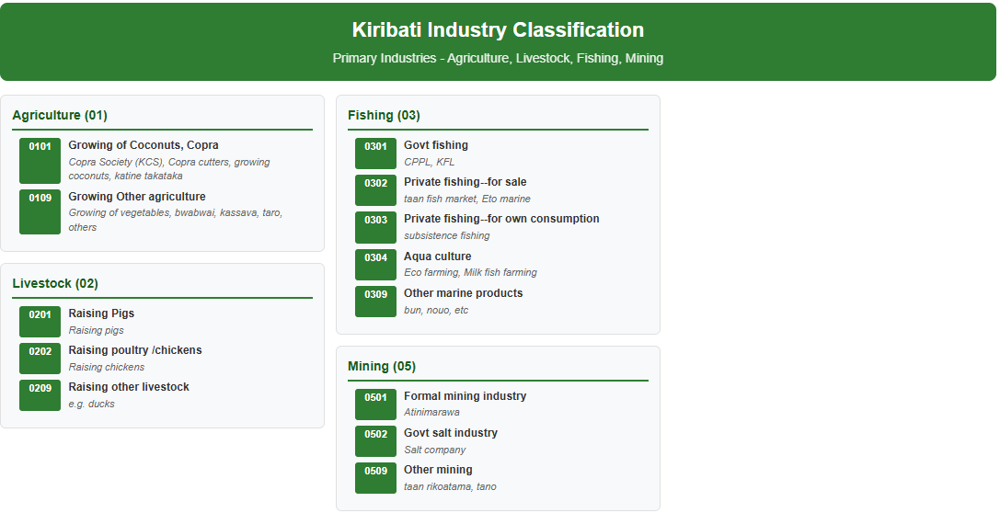 Kiribati Industry Classification
Primary Industries - Agriculture, Livestock, Fishing, Mining
Agriculture (01)
0101
Growing of Coconuts, Copra
Copra Society (KCS), Copra cutters, growing
coconuts, katine takataka
0109
Growing Other agriculture
Growing of vegetables, bwabwai, kassava, taro,
others
Livestock (02)
0201
Raising Pigs
Raising pigs
0202
Raising poultry /chickens
Raising chickens
0209
Raising other livestock
e.g. ducks
Fishing (03)
0301
Govt fishing
CPPL, KFL
0302
Private fishing--for sale
taan fish market, Eto marine
0303
Private fishing--for own consumption
subsistence fishing
0304
Aqua culture
Eco farming, Milk fish farming
0309
Other marine products
bun, nouo, etc
Mining (05)
0501
Formal mining industry
Atinimarawa
0502
Govt salt industry
Salt company
0509
Other mining
taan rikoatama, tano